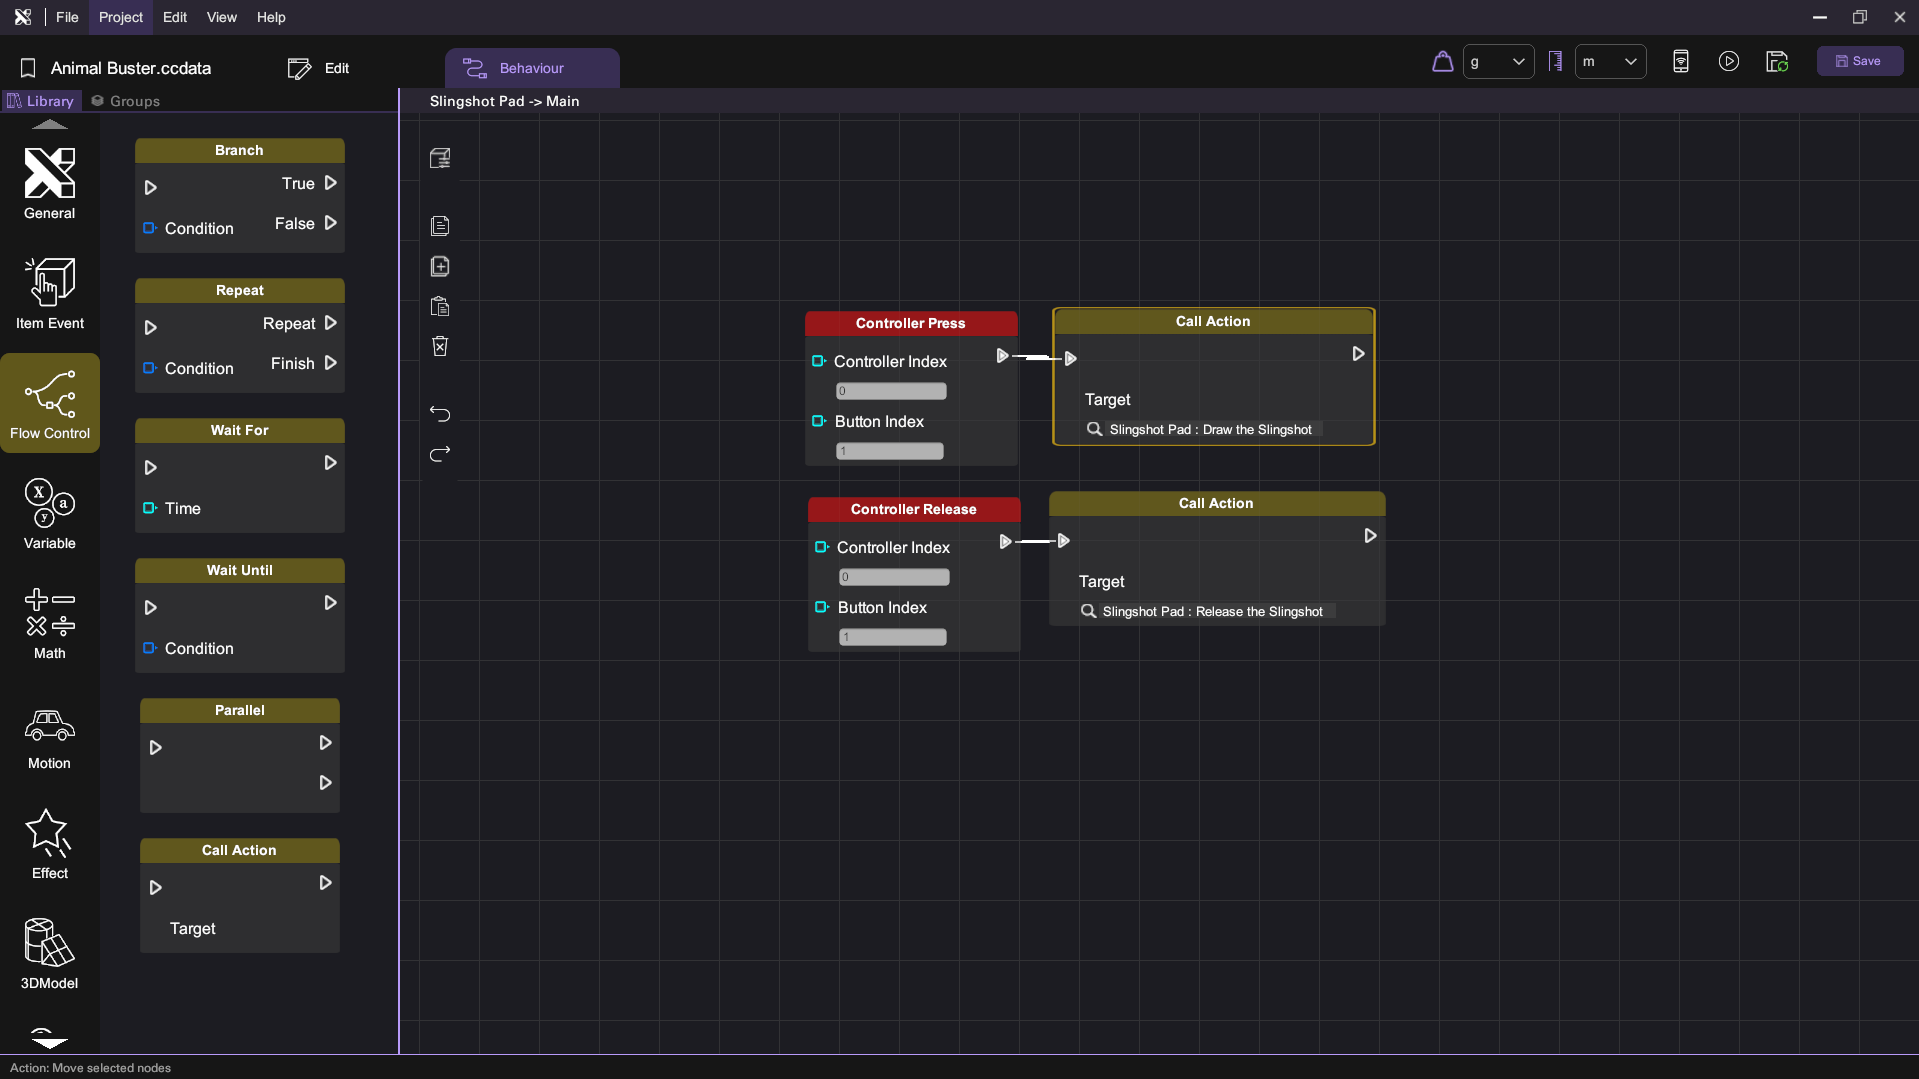 File Project Edit View Help
Animal Buster.ccdata Edit Behaviour g m Save
Library Groups Slingshot Pad -> Main
General
Item Event
Flow Control
Variable
Math
Motion
Effect
3DModel
Branch
True
False
Condition
Repeat
Repeat
Condition
Finish
Wait For
Time
Wait Until
Condition
Parallel
Call Action
Target
Controller Press
Controller Index
0
Button Index
1
Call Action
Target
Slingshot Pad : Draw the Slingshot
Controller Release
Controller Index
0
Button Index
1
Call Action
Target
Slingshot Pad : Release the Slingshot
Action: Move selected nodes